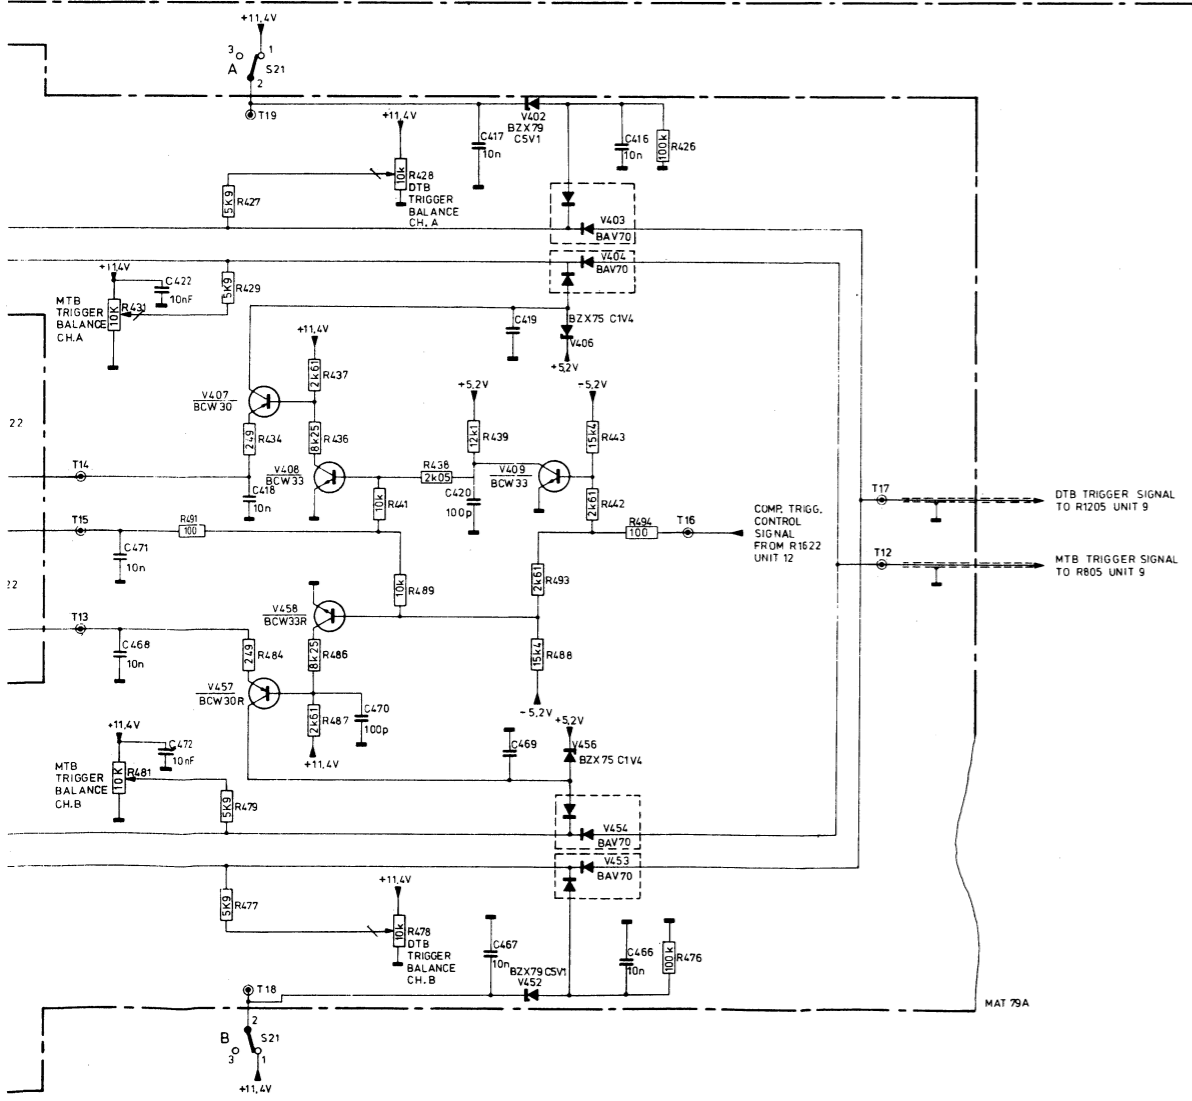 +11,4V
3
1
A
S21
2
T19
+11,4V
V402
BZX79
C5V1
C417
10n
C416
10n
100k
R426
10k
R428
DTB
TRIGGER
BALANCE
CH. A
5K9
R427
V403
BAV70
V404
BAV70
+11,4V
C422
10nF
5K9
R429
MTB
TRIGGER
BALANCE
CH.A
10K
R431
C419
BZX75 C1V4
V406
+5,2V
+11,4V
2k61
R437
V407
BCW30
+5,2V
-5,2V
22
249
R434
8k25
R436
12k1
R439
15k4
R443
T14
V408
BCW33
R438
2k05
V409
BCW33
C418
10n
10k
R441
C420
100p
2k61
R442
T17
DTB TRIGGER SIGNAL
TO R1205 UNIT 9
T15
R491
100
R494
100
T16
COMP. TRIGG.
CONTROL
SIGNAL
FROM R1622
UNIT 12
C471
10n
T12
MTB TRIGGER SIGNAL
TO R805 UNIT 9
22
10k
R489
2k61
R493
V458
BCW33R
T13
C468
10n
249
R484
8k25
R486
15k4
R488
V457
BCW30R
2k61
R487
C470
100p
-5,2V
+5,2V
+11,4V
+11,4V
C472
10nF
C469
V456
BZX75 C1V4
MTB
TRIGGER
BALANCE
CH.B
10K
R481
5K9
R479
V454
BAV70
V453
BAV70
+11,4V
5K9
R477
10k
R478
DTB
TRIGGER
BALANCE
CH. B
C467
10n
BZX79 C5V1
V452
C466
10n
100k
R476
T18
MAT 79A
2
B
S21
3
1
+11,4V